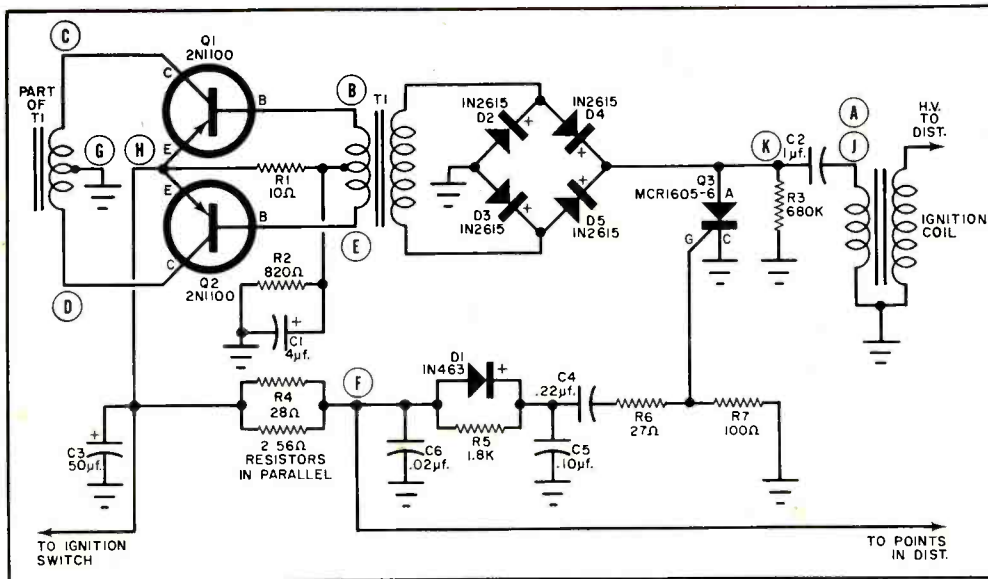 C
Q1
2N1100
C
B
E
PART
OF
T1
G
H
B
T1
R1
10Ω
E
B
C
E
D
Q2
2N1100
R2
820Ω
+
C1
4µf.
IN2615
D2
+
IN2615
D4
+
D3
IN2615
+
D5
IN2615
+
Q3
MCR1605-6
A
G
C
K
C2
1µf.
R3
680K
A
J
H.V.
TO
DIST.
IGNITION
COIL
+
C3
50µf.
R4
28Ω
2 56Ω
RESISTORS
IN PARALLEL
F
C6
.02µf.
D1
IN463
+
R5
1.8K
C4
.22µf.
C5
.10µf.
R6
27Ω
R7
100Ω
TO IGNITION
SWITCH
TO POINTS
IN DIST.